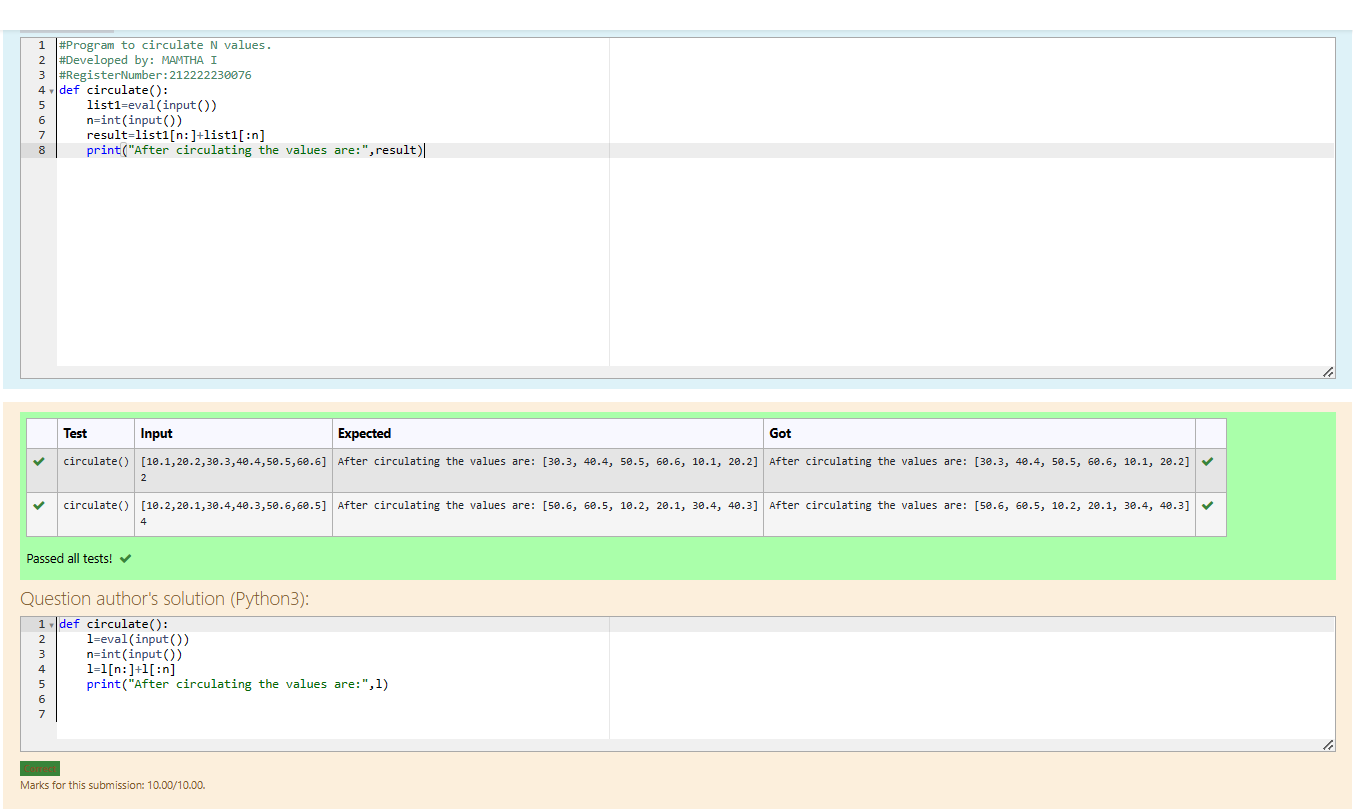 1 #Program to circulate N values.
2 #Developed by: MAMTHA I
3 #RegisterNumber:212222230076
4 def circulate():
5     list1=eval(input())
6     n=int(input())
7     result=list1[n:]+list1[:n]
8     print("After circulating the values are:",result)
Test Input Expected Got
circulate() [10.1,20.2,30.3,40.4,50.5,60.6] After circulating the values are: [30.3, 40.4, 50.5, 60.6, 10.1, 20.2] After circulating the values are: [30.3, 40.4, 50.5, 60.6, 10.1, 20.2]
2
circulate() [10.2,20.1,30.4,40.3,50.6,60.5] After circulating the values are: [50.6, 60.5, 10.2, 20.1, 30.4, 40.3] After circulating the values are: [50.6, 60.5, 10.2, 20.1, 30.4, 40.3]
4
Passed all tests!
Question author's solution (Python3):
1 def circulate():
2     l=eval(input())
3     n=int(input())
4     l=l[n:]+l[:n]
5     print("After circulating the values are:",l)
6
7
Marks for this submission: 10.00/10.00.